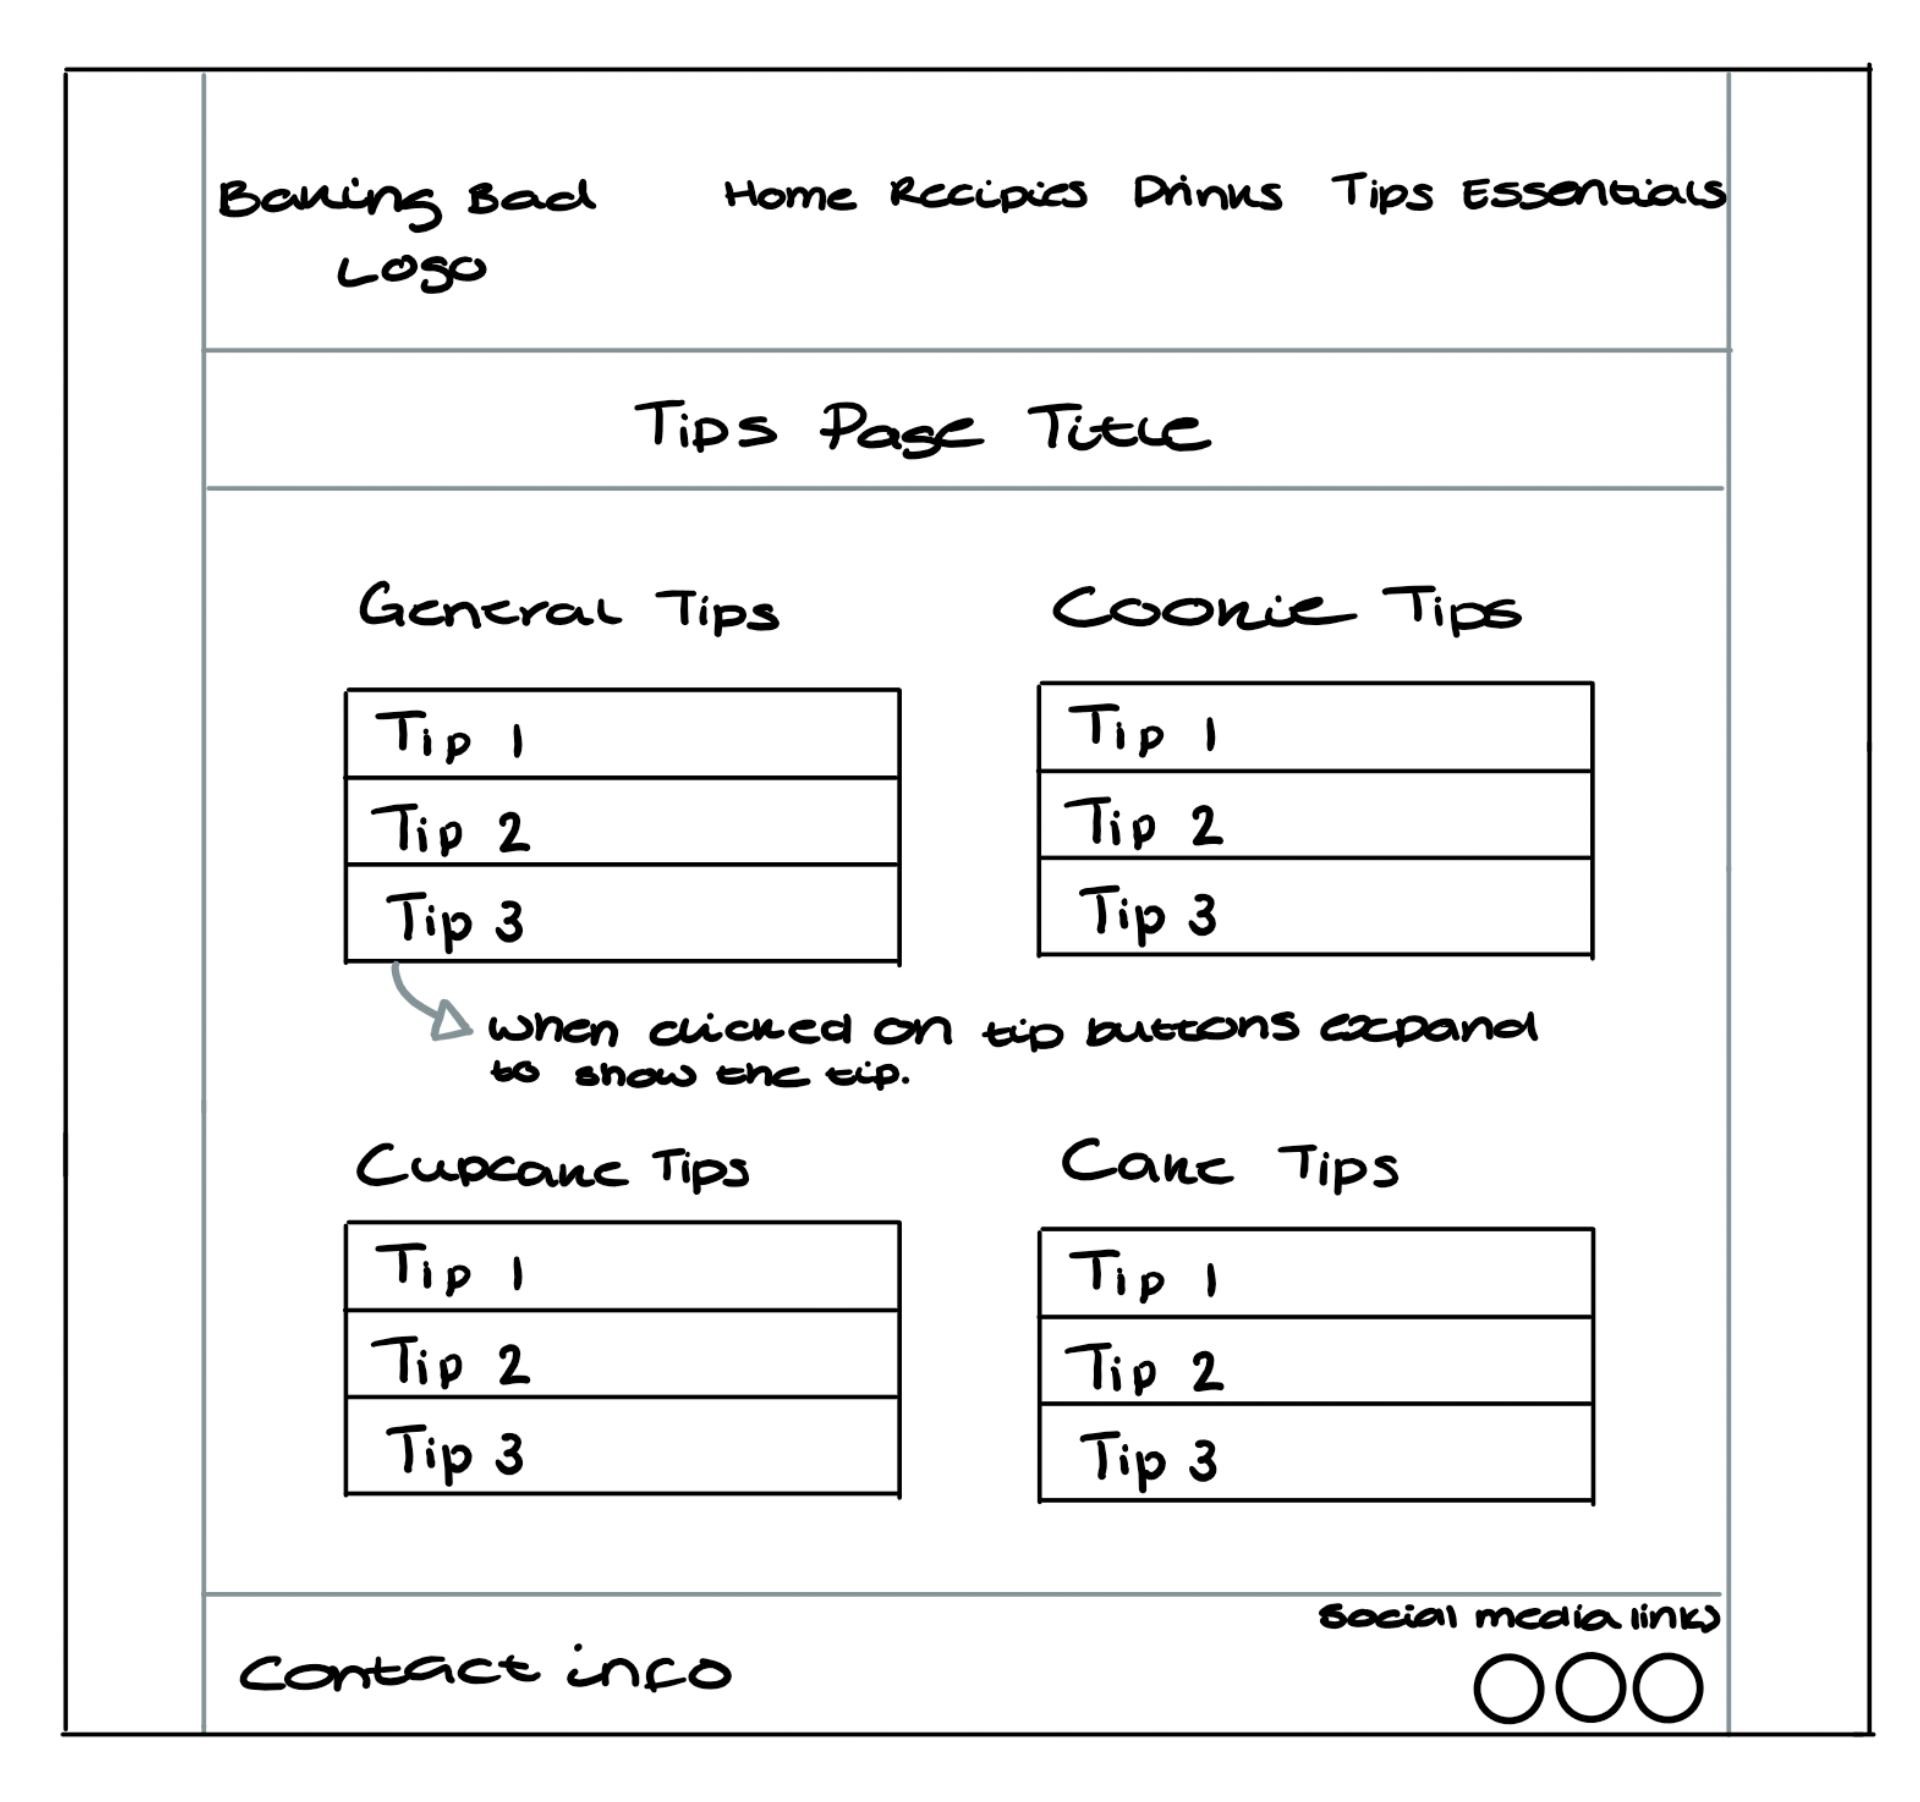 Baking Bad
Logo
Home Recipies Drinks Tips Essentials
Tips Page Title
General Tips
Tip 1
Tip 2
Tip 3
Cookie Tips
Tip 1
Tip 2
Tip 3
when clicked on tip buttons expand
to show the tip.
Cupcake Tips
Tip 1
Tip 2
Tip 3
Cake Tips
Tip 1
Tip 2
Tip 3
Contact info
social media links